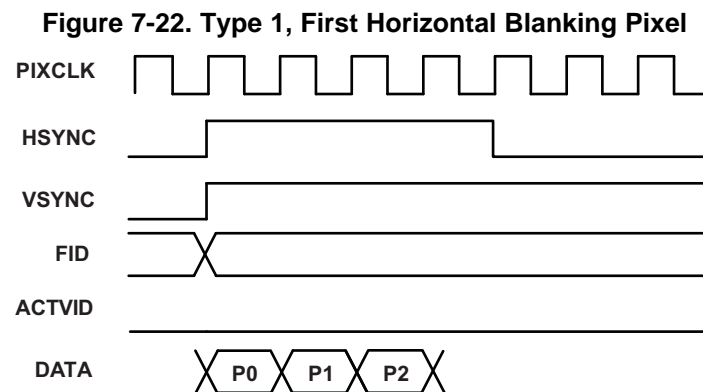 Figure 7-22. Type 1, First Horizontal Blanking Pixel
PIXCLK
HSYNC
VSYNC
FID
ACTVID
DATA P0 P1 P2